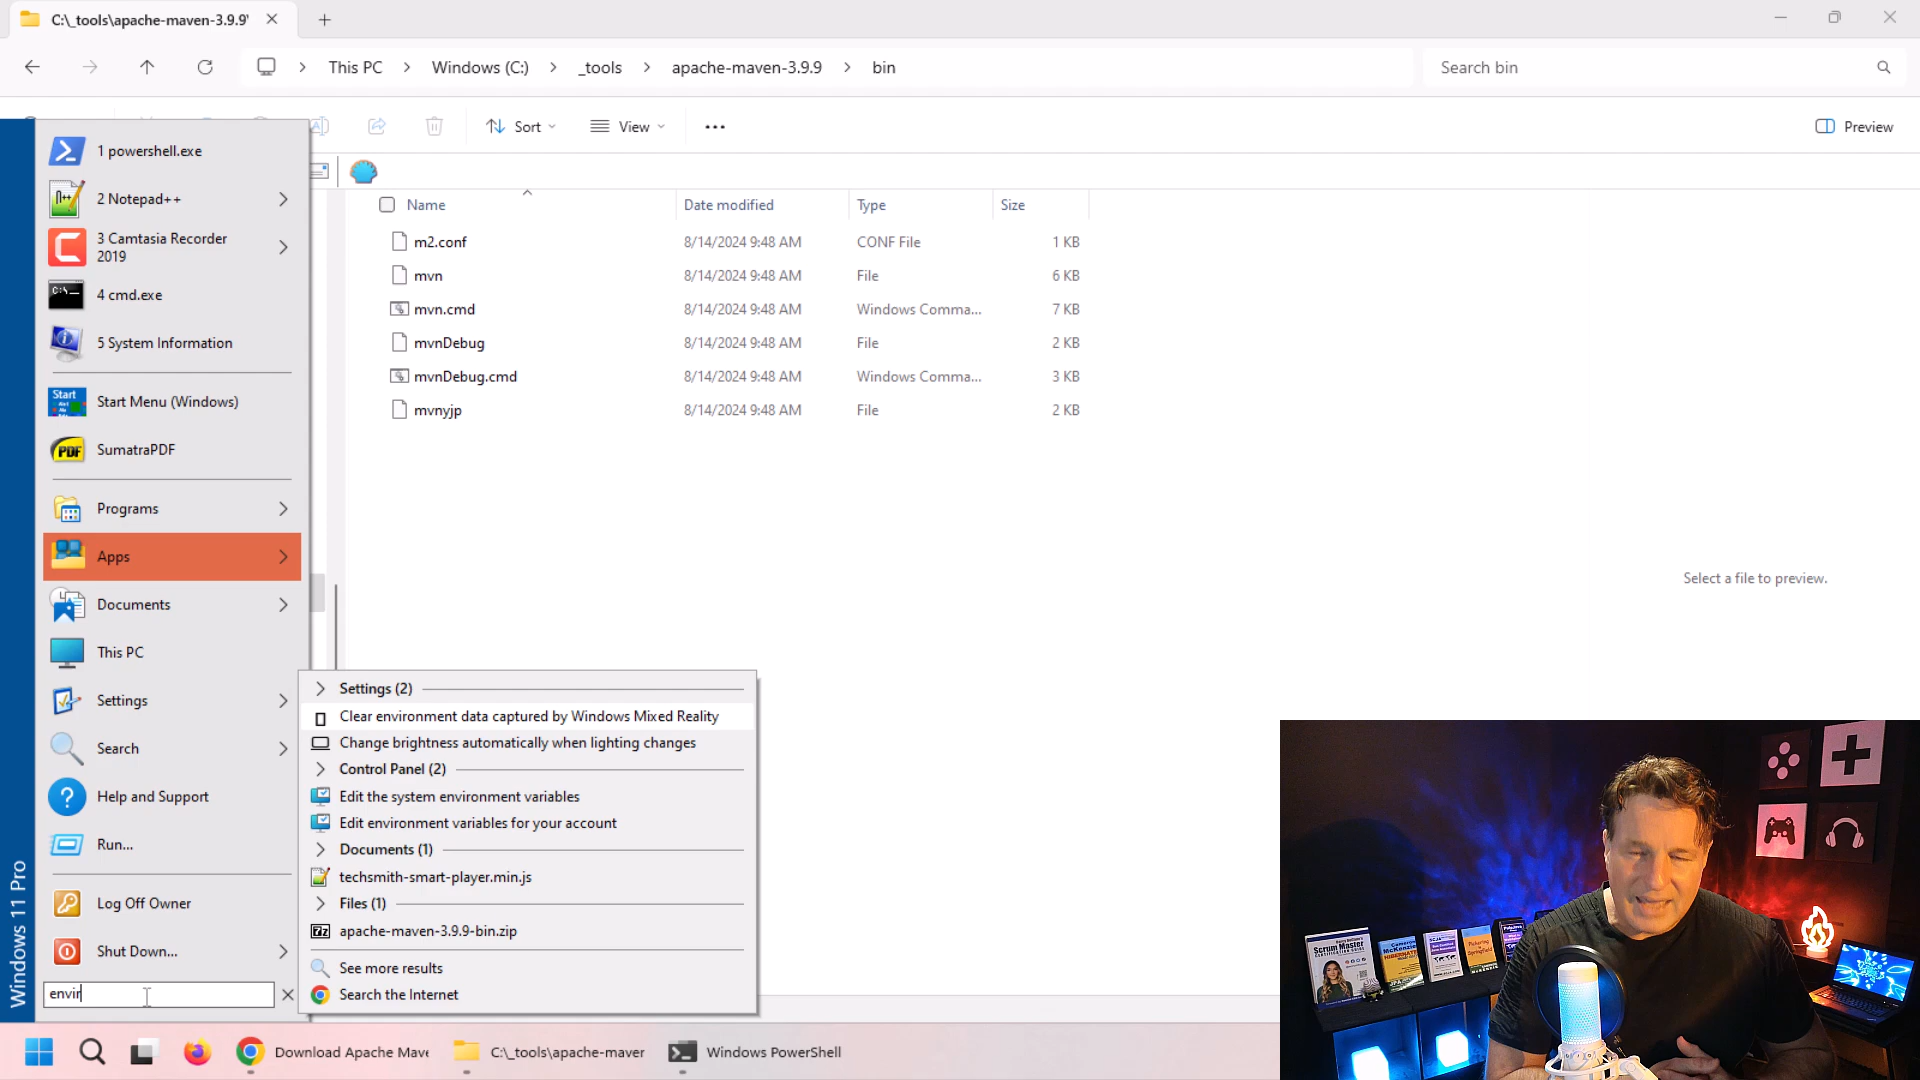 C:\_tools\apache-maven-3.9.9'
This PC
Windows (C:)
_tools
apache-maven-3.9.9
bin
Search bin
Sort
View
Preview
Name
Date modified
Type
Size
m2.conf
8/14/2024 9:48 AM
CONF File
1 KB
mvn
8/14/2024 9:48 AM
File
6 KB
mvn.cmd
8/14/2024 9:48 AM
Windows Comma...
7 KB
mvnDebug
8/14/2024 9:48 AM
File
2 KB
mvnDebug.cmd
8/14/2024 9:48 AM
Windows Comma...
3 KB
mvnyjp
8/14/2024 9:48 AM
File
2 KB
Select a file to preview.
1 powershell.exe
2 Notepad++
3 Camtasia Recorder
2019
4 cmd.exe
5 System Information
Start
Start Menu (Windows)
PDF
SumatraPDF
Programs
Apps
Documents
This PC
Settings
Search
Help and Support
Run...
Log Off Owner
Shut Down...
envir
Windows 11 Pro
Settings (2)
Clear environment data captured by Windows Mixed Reality
Change brightness automatically when lighting changes
Control Panel (2)
Edit the system environment variables
Edit environment variables for your account
Documents (1)
techsmith-smart-player.min.js
Files (1)
apache-maven-3.9.9-bin.zip
See more results
Search the Internet
Download Apache Mave
C:\_tools\apache-maver
Windows PowerShell
Scrum Master
HIBERNATE
SCJA